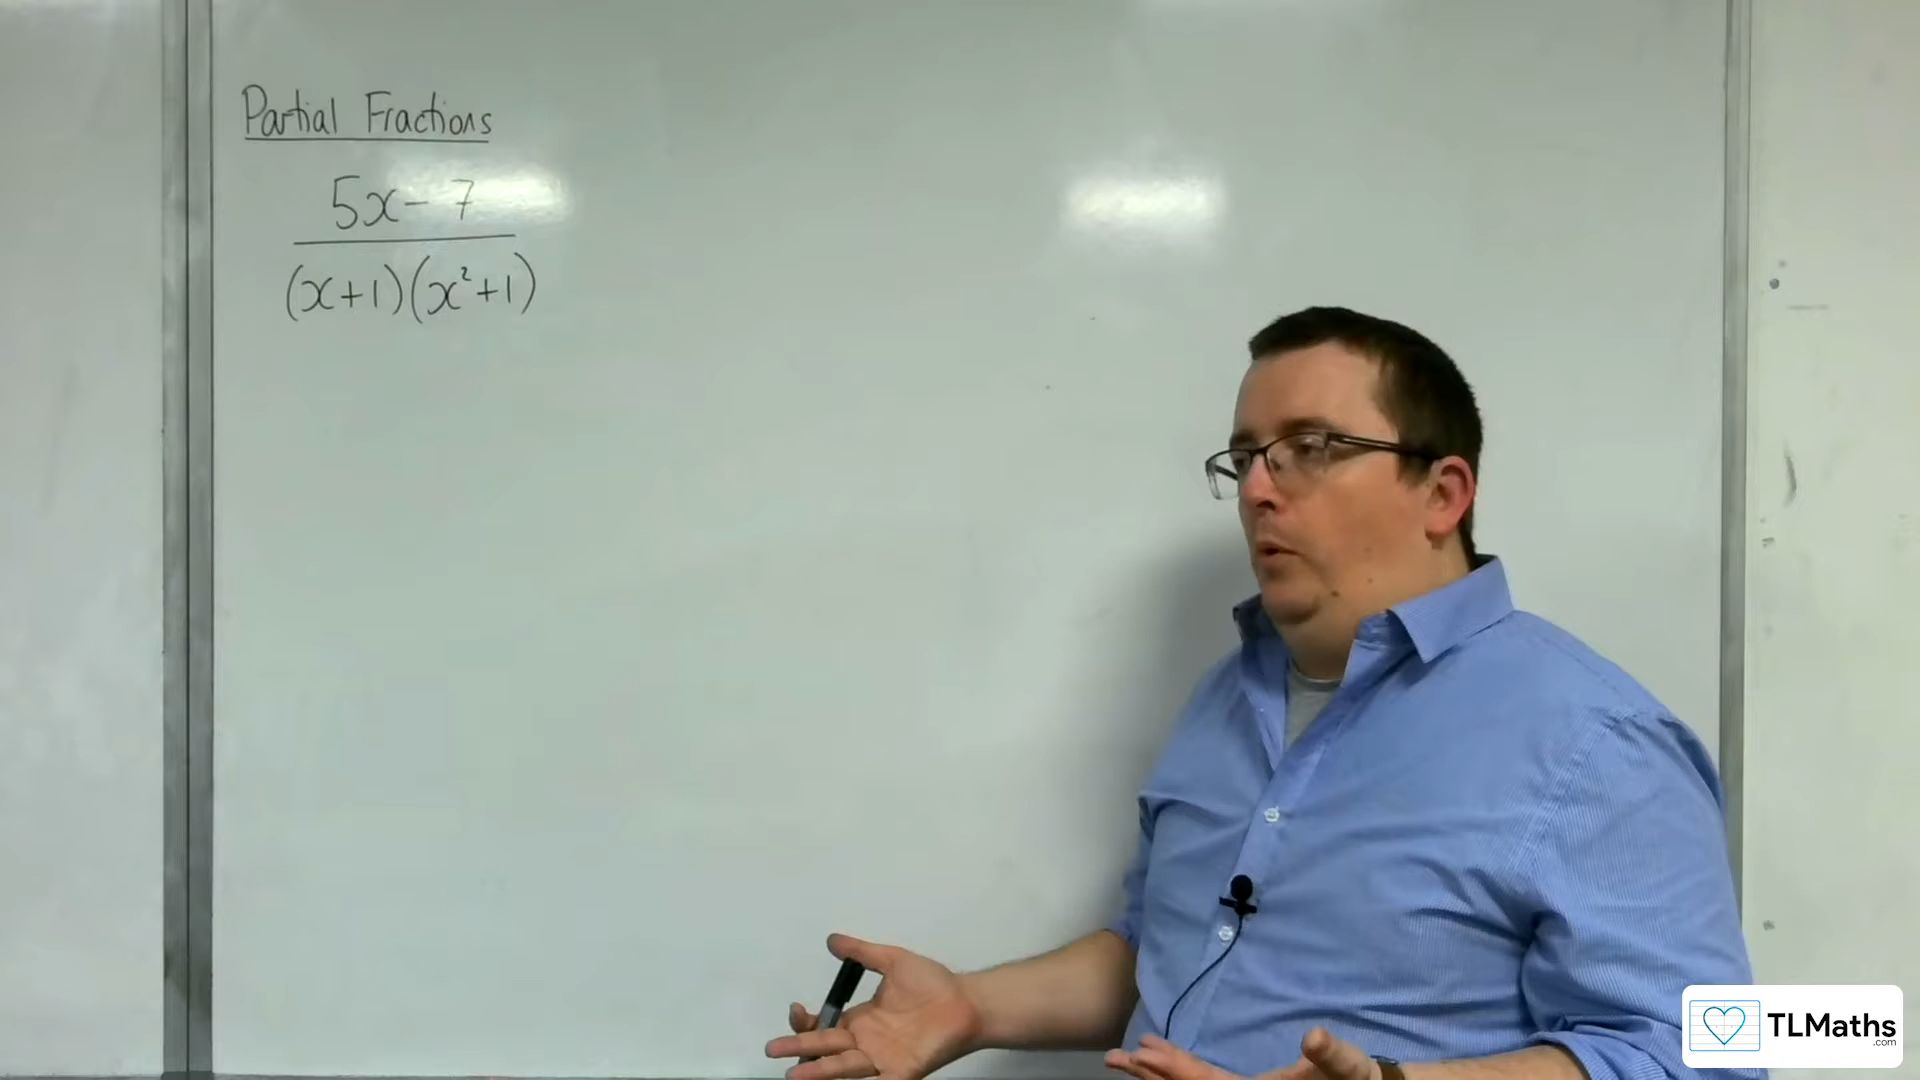 Partial Fractions
5x - 7
(x+1)(x²+1)
TLMaths
.com